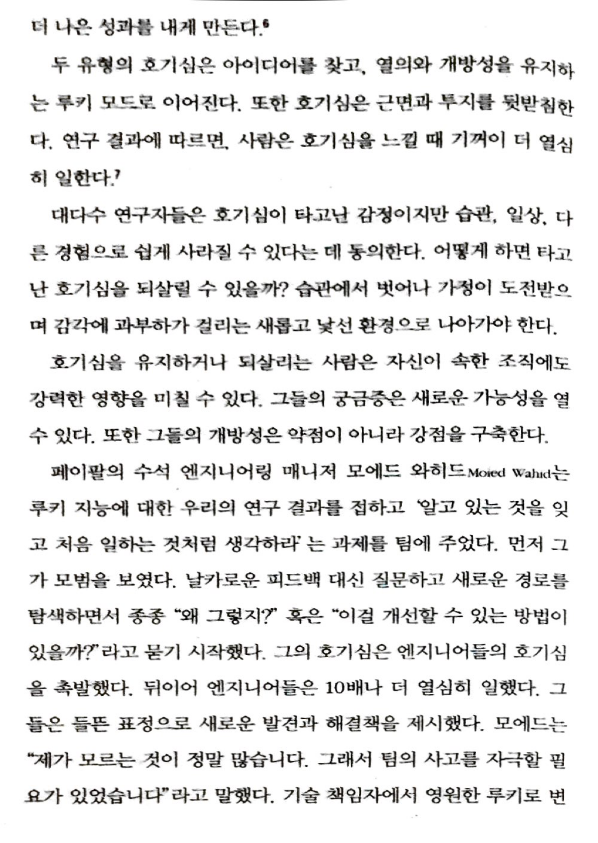 더 나은 성과를 내게 만든다.⁶
두 유형의 호기심은 아이디어를 찾고, 열의와 개방성을 유지하
는 루키 모드로 이어진다. 또한 호기심은 근면과 투지를 뒷받침한
다. 연구 결과에 따르면, 사람은 호기심을 느낄 때 기꺼이 더 열심
히 일한다.⁷
대다수 연구자들은 호기심이 타고난 감정이지만 습관, 일상, 다
른 경험으로 쉽게 사라질 수 있다는 데 동의한다. 어떻게 하면 타고
난 호기심을 되살릴 수 있을까? 습관에서 벗어나 가정이 도전받으
며 감각에 과부하가 걸리는 새롭고 낯선 환경으로 나아가야 한다.
호기심을 유지하거나 되살리는 사람은 자신이 속한 조직에도
강력한 영향을 미칠 수 있다. 그들의 궁금증은 새로운 가능성을 열
수 있다. 또한 그들의 개방성은 약점이 아니라 강점을 구축한다.
페이팔의 수석 엔지니어링 매니저 모에드 와히드Moied Wahid는
루키 지능에 대한 우리의 연구 결과를 접하고 ‘알고 있는 것을 잊
고 처음 일하는 것처럼 생각하라’는 과제를 팀에 주었다. 먼저 그
가 모범을 보였다. 날카로운 피드백 대신 질문하고 새로운 경로를
탐색하면서 종종 “왜 그렇지?” 혹은 “이걸 개선할 수 있는 방법이
있을까?”라고 묻기 시작했다. 그의 호기심은 엔지니어들의 호기심
을 촉발했다. 뒤이어 엔지니어들은 10배나 더 열심히 일했다. 그
들은 들뜬 표정으로 새로운 발견과 해결책을 제시했다. 모에드는
“제가 모르는 것이 정말 많습니다. 그래서 팀의 사고를 자극할 필
요가 있었습니다”라고 말했다. 기술 책임자에서 영원한 루키로 변